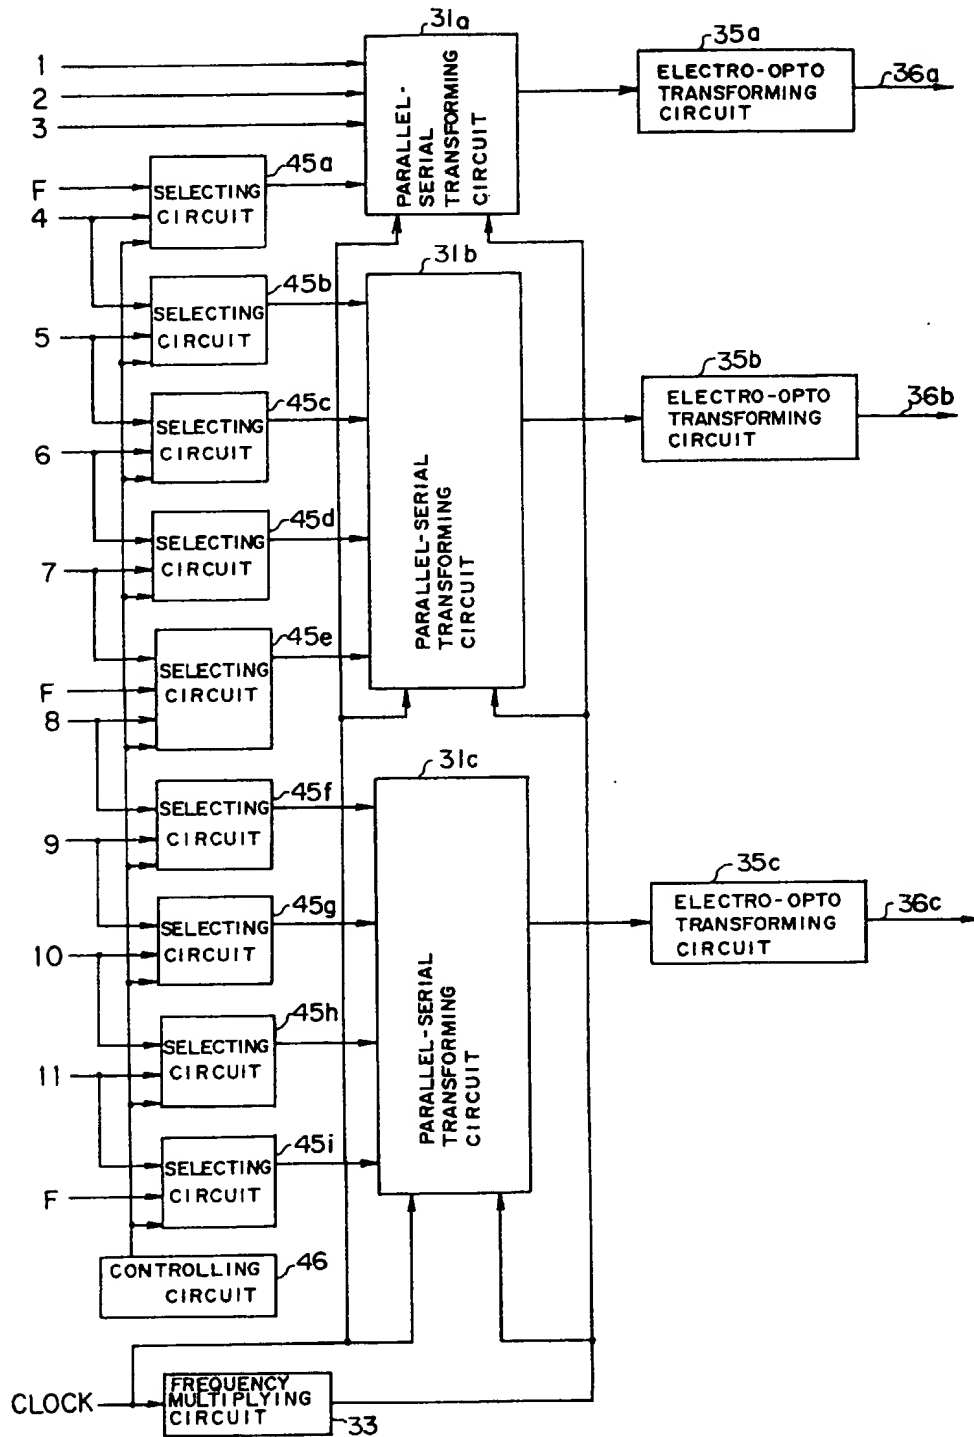 31a
1
2
3
PARALLEL-
SERIAL
TRANSFORMING
CIRCUIT
35a
ELECTRO-OPTO
TRANSFORMING
CIRCUIT
36a
F
4
SELECTING
CIRCUIT
45a
31b
5
SELECTING
CIRCUIT
45b
6
SELECTING
CIRCUIT
45c
7
SELECTING
CIRCUIT
45d
F
8
SELECTING
CIRCUIT
45e
PARALLEL-SERIAL
TRANSFORMING
CIRCUIT
35b
ELECTRO-OPTO
TRANSFORMING
CIRCUIT
36b
31c
9
SELECTING
CIRCUIT
45f
10
SELECTING
CIRCUIT
45g
11
SELECTING
CIRCUIT
45h
F
SELECTING
CIRCUIT
45i
PARALLEL-SERIAL
TRANSFORMING
CIRCUIT
35c
ELECTRO-OPTO
TRANSFORMING
CIRCUIT
36c
CONTROLLING
CIRCUIT
46
CLOCK
FREQUENCY
MULTIPLYING
CIRCUIT
33